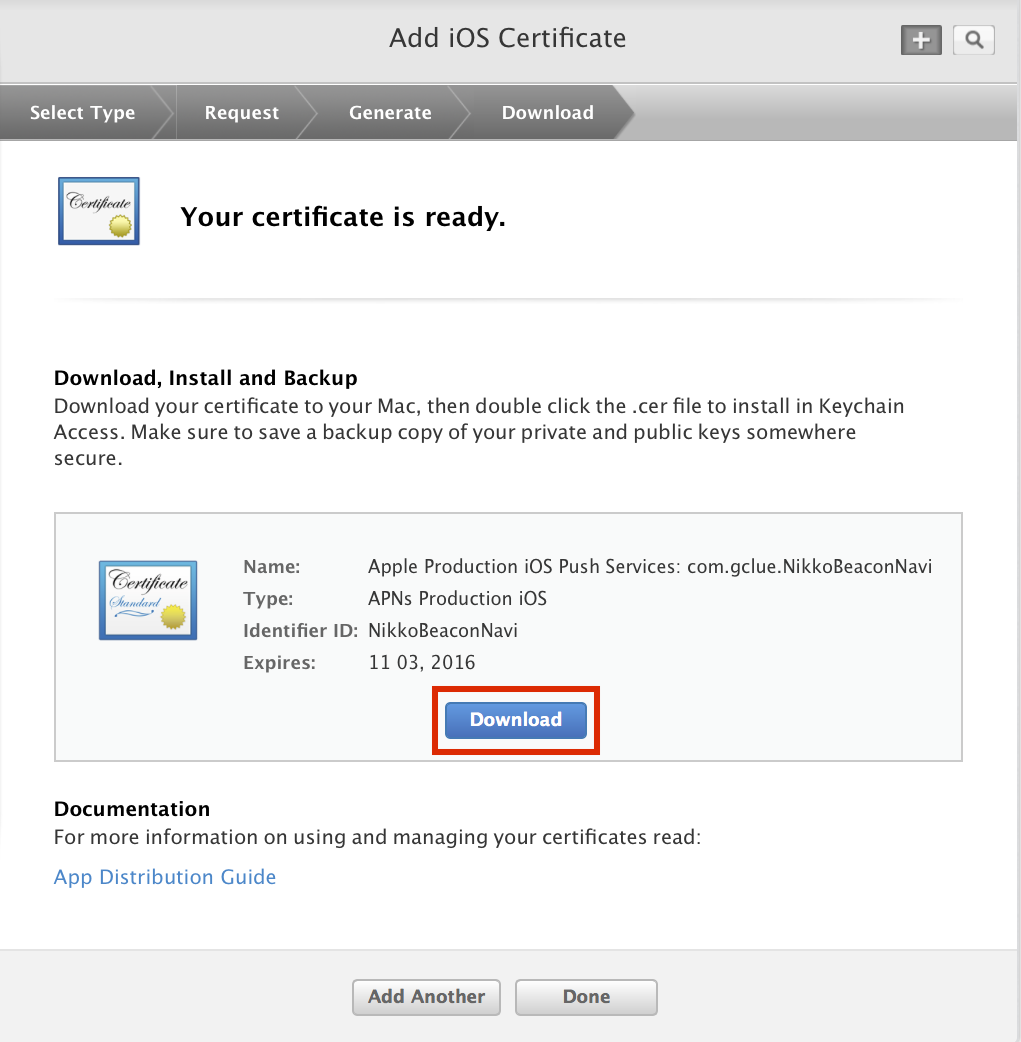 Add iOS Certificate
Select Type
Request
Generate
Download
Certificate
Your certificate is ready.
Download, Install and Backup
Download your certificate to your Mac, then double click the .cer file to install in Keychain
Access. Make sure to save a backup copy of your private and public keys somewhere
secure.
Certificate
Standard
Name: Apple Production iOS Push Services: com.gclue.NikkoBeaconNavi
Type: APNs Production iOS
Identifier ID: NikkoBeaconNavi
Expires: 11 03, 2016
Download
Documentation
For more information on using and managing your certificates read:
App Distribution Guide
Add Another
Done